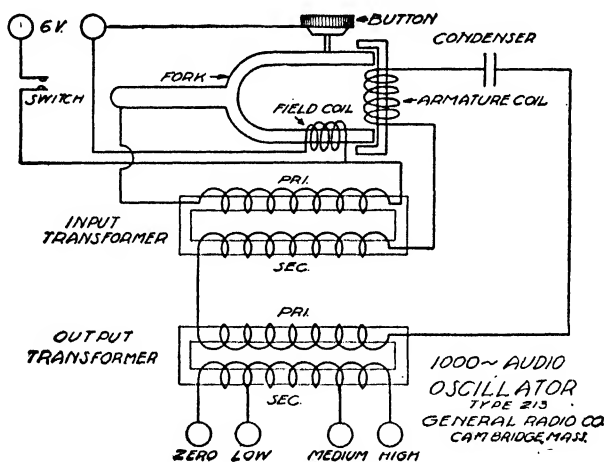 6V.
BUTTON
CONDENSER
FORK
SWITCH
FIELD COIL
ARMATURE COIL
PRI.
INPUT
TRANSFORMER
SEC.
PRI.
OUTPUT
TRANSFORMER
SEC.
1000~ AUDIO
OSCILLATOR
TYPE 213
GENERAL RADIO CO.
CAMBRIDGE, MASS.
ZERO LOW MEDIUM HIGH